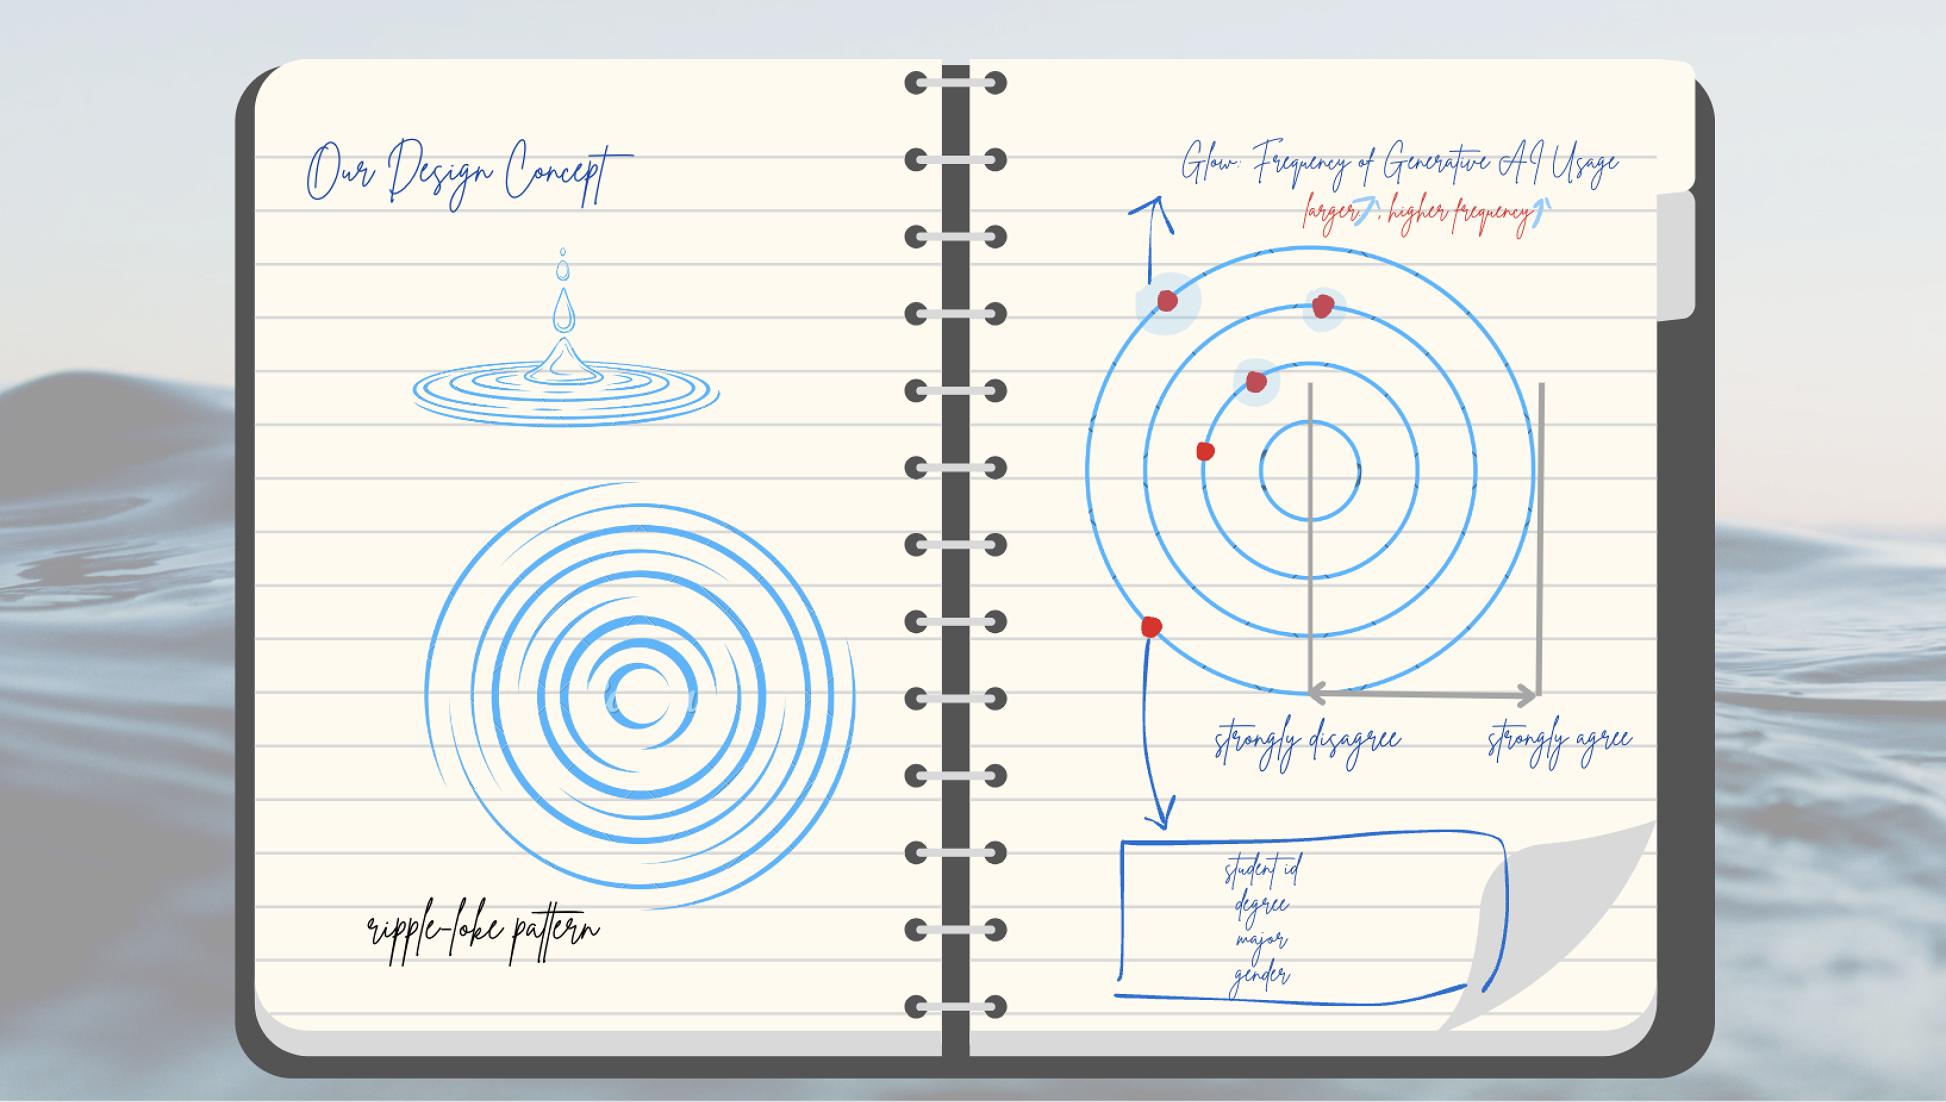 Our Design Concept
ripple-loke pattern
Glow: Frequency of Generative AI Usage
larger, higher frequency
strongly disagree
strongly agree
student id
degree
major
gender